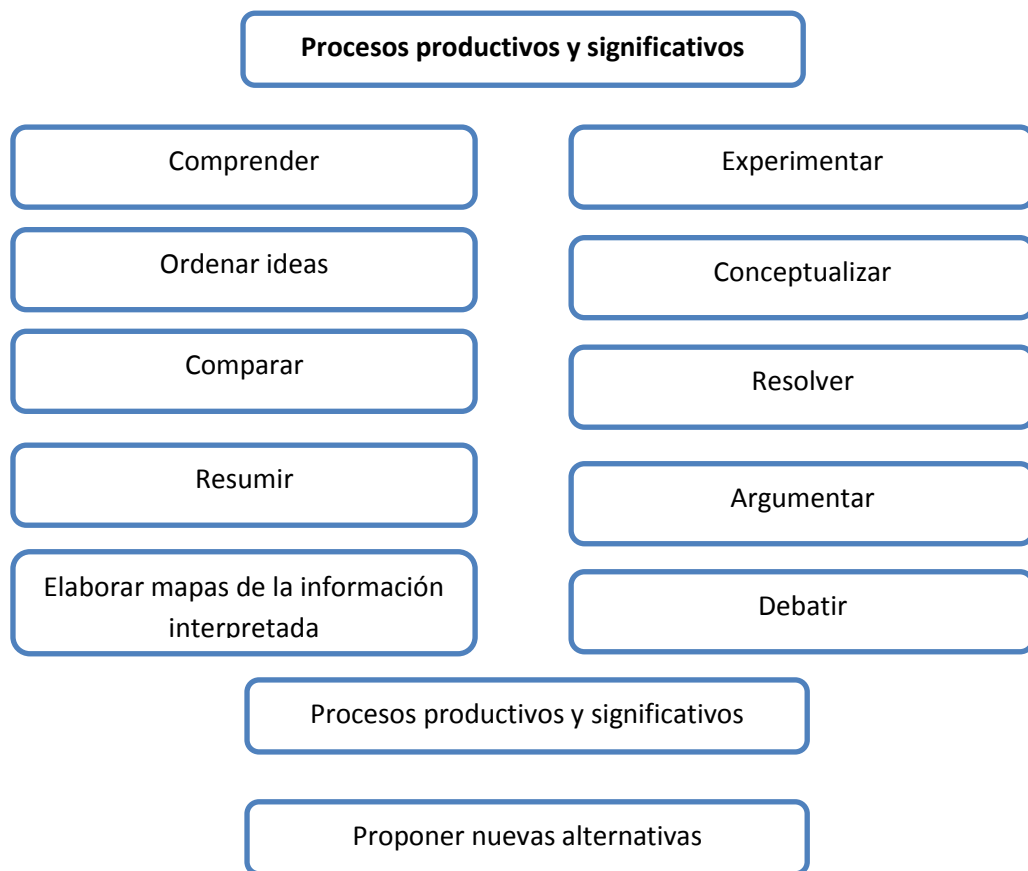 Procesos productivos y significativos
Comprender
Experimentar
Ordenar ideas
Conceptualizar
Comparar
Resolver
Resumir
Argumentar
Elaborar mapas de la información
interpretada
Debatir
Procesos productivos y significativos
Proponer nuevas alternativas